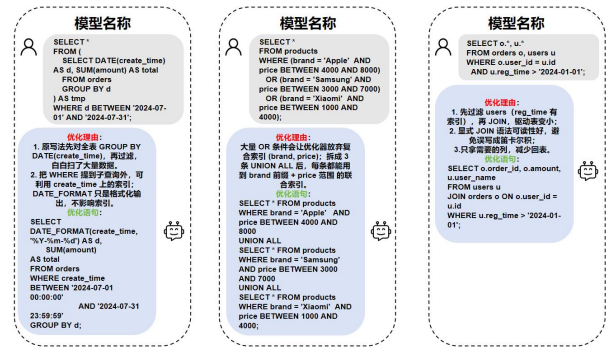 模型名称
SELECT *
FROM (
SELECT DATE(create_time)
AS d, SUM(amount) AS total
FROM orders
GROUP BY d
) AS tmp
WHERE d BETWEEN '2024-07-
01' AND '2024-07-31';
优化理由:
1. 原写法先对全表 GROUP BY
DATE(create_time)，再过滤，
白白扫了大量数据。
2. 把 WHERE 提到子查询外，可
利用 create_time 上的索引；
DATE_FORMAT 只是格式化输
出，不影响索引。
优化语句:
SELECT
DATE_FORMAT(create_time,
'%Y-%m-%d') AS d,
SUM(amount)
AS total
FROM orders
WHERE create_time
BETWEEN '2024-07-01
00:00:00'
AND '2024-07-31
23:59:59'
GROUP BY d;
模型名称
SELECT *
FROM products
WHERE (brand = 'Apple' AND
price BETWEEN 4000 AND 8000)
OR (brand = 'Samsung' AND
price BETWEEN 3000 AND 7000)
OR (brand = 'Xiaomi' AND
price BETWEEN 1000 AND
4000);
优化理由:
大量 OR 条件会让优化器放弃复
合索引 (brand, price)；拆成 3
条 UNION ALL 后，每条都能用
到 brand 前缀 + price 范围 的联
合索引。
优化语句:
SELECT * FROM products
WHERE brand = 'Apple' AND
price BETWEEN 4000 AND
8000
UNION ALL
SELECT * FROM products
WHERE brand = 'Samsung'
AND price BETWEEN 3000
AND 7000
UNION ALL
SELECT * FROM products
WHERE brand = 'Xiaomi' AND
price BETWEEN 1000 AND
4000;
模型名称
SELECT o.*, u.*
FROM orders o, users u
WHERE o.user_id = u.id
AND u.reg_time > '2024-01-01';
优化理由:
1. 先过滤 users（reg_time 有
索引），再 JOIN，驱动表变小；
2. 显式 JOIN 语法可读性好，避
免误写成笛卡尔积；
3.只拿需要的列，减少回表。
优化语句:
SELECT o.order_id, o.amount,
u.user_name
FROM users u
JOIN orders o ON o.user_id =
u.id
WHERE u.reg_time > '2024-01-
01';